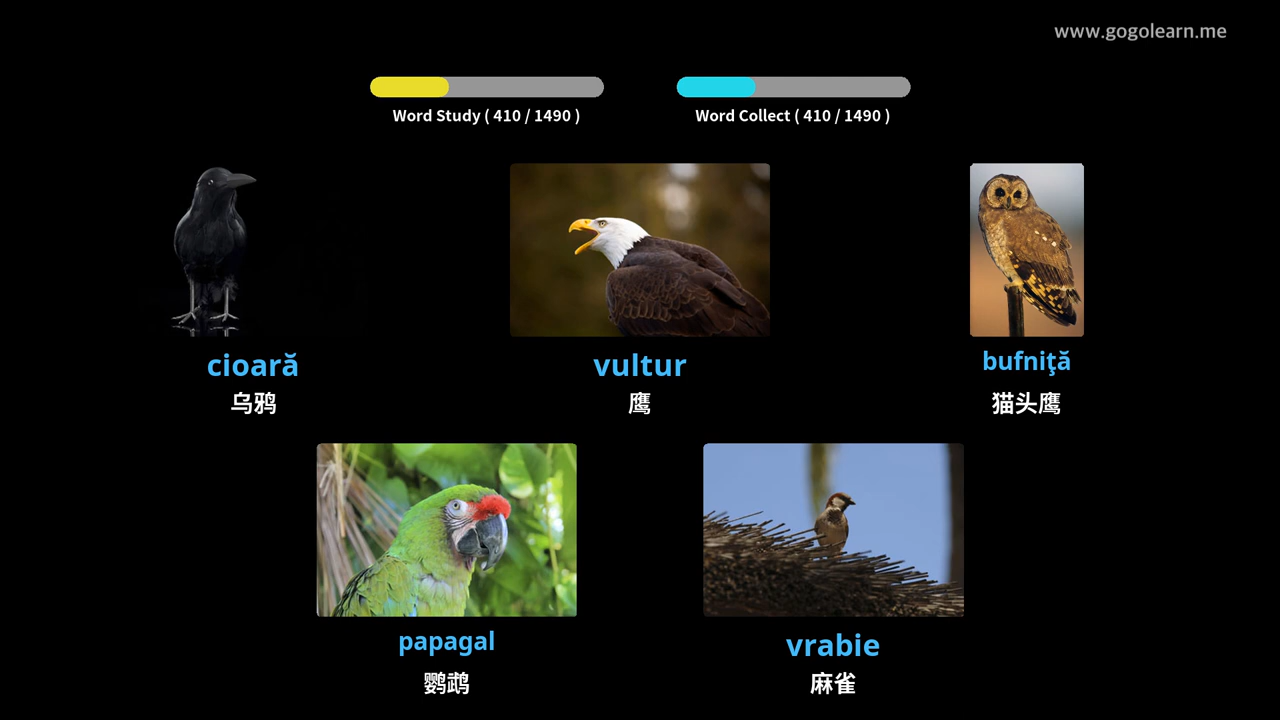 www.gogolearn.me
Word Study ( 410 / 1490 )
Word Collect ( 410 / 1490 )
cioară
乌鸦
vultur
鹰
bufniţă
猫头鹰
papagal
鹦鹉
vrabie
麻雀